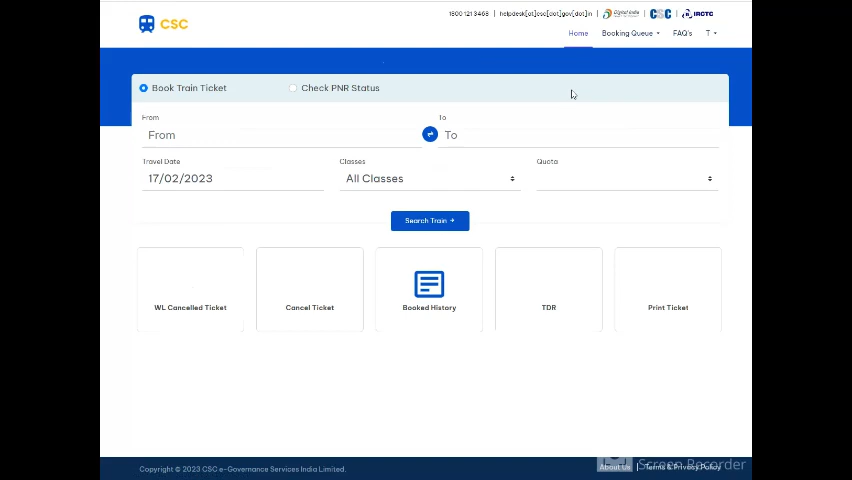 1800 121 3468 | helpdesk[at]csc[dot]gov[dot]in | Digital India | CSC | IRCTC
CSC
Home Booking Queue FAQ's T
Book Train Ticket Check PNR Status
From To
From To
Travel Date Classes Quota
17/02/2023 All Classes
Search Train →
WL Cancelled Ticket Cancel Ticket Booked History TDR Print Ticket
Copyright © 2023 CSC e-Governance Services India Limited. About Us | Terms & Privacy Policy
Screen Recorder